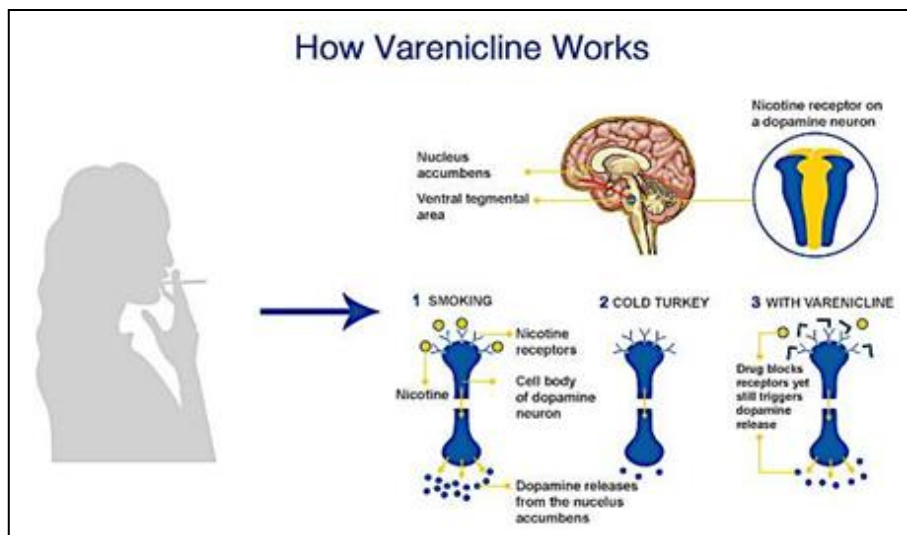 How Varenicline Works
Nicotine receptor on
a dopamine neuron
Nucleus
accumbens
Ventral tegmental
area
1 SMOKING
Nicotine
receptors
Nicotine
Cell body
of dopamine
neuron
Dopamine releases
from the nucelus
accumbens
2 COLD TURKEY
3 WITH VARENICLINE
Drug blocks
receptors yet
still triggers
dopamine
release